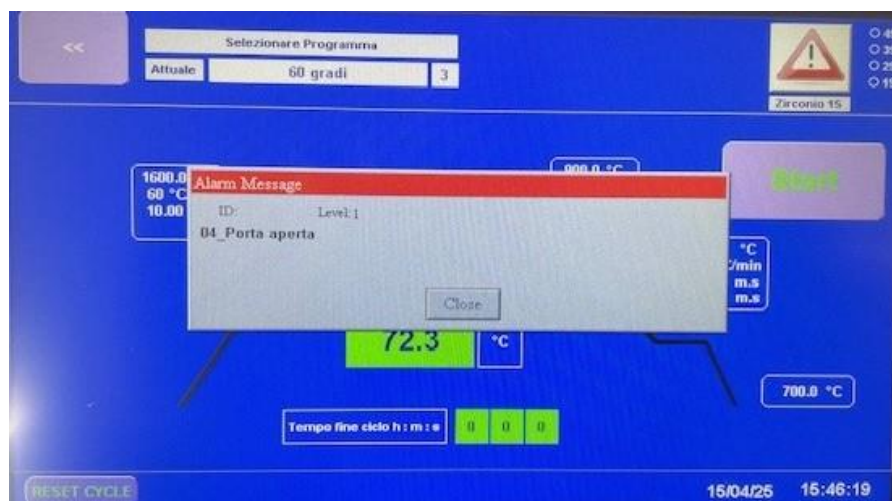 <<
Selezionare Programma
Attuale
60 gradi
3
Zirconio 15
Start
1600.0
60 °C
10.00
900.0 °C
Alarm Message
ID:
Level:1
04_Porta aperta
Close
°C
m.s
m.s
72.3
°C
700.0 °C
Tempo fine ciclo h : m : s
0 0 0
RESET CYCLE
15/04/25 15:46:19